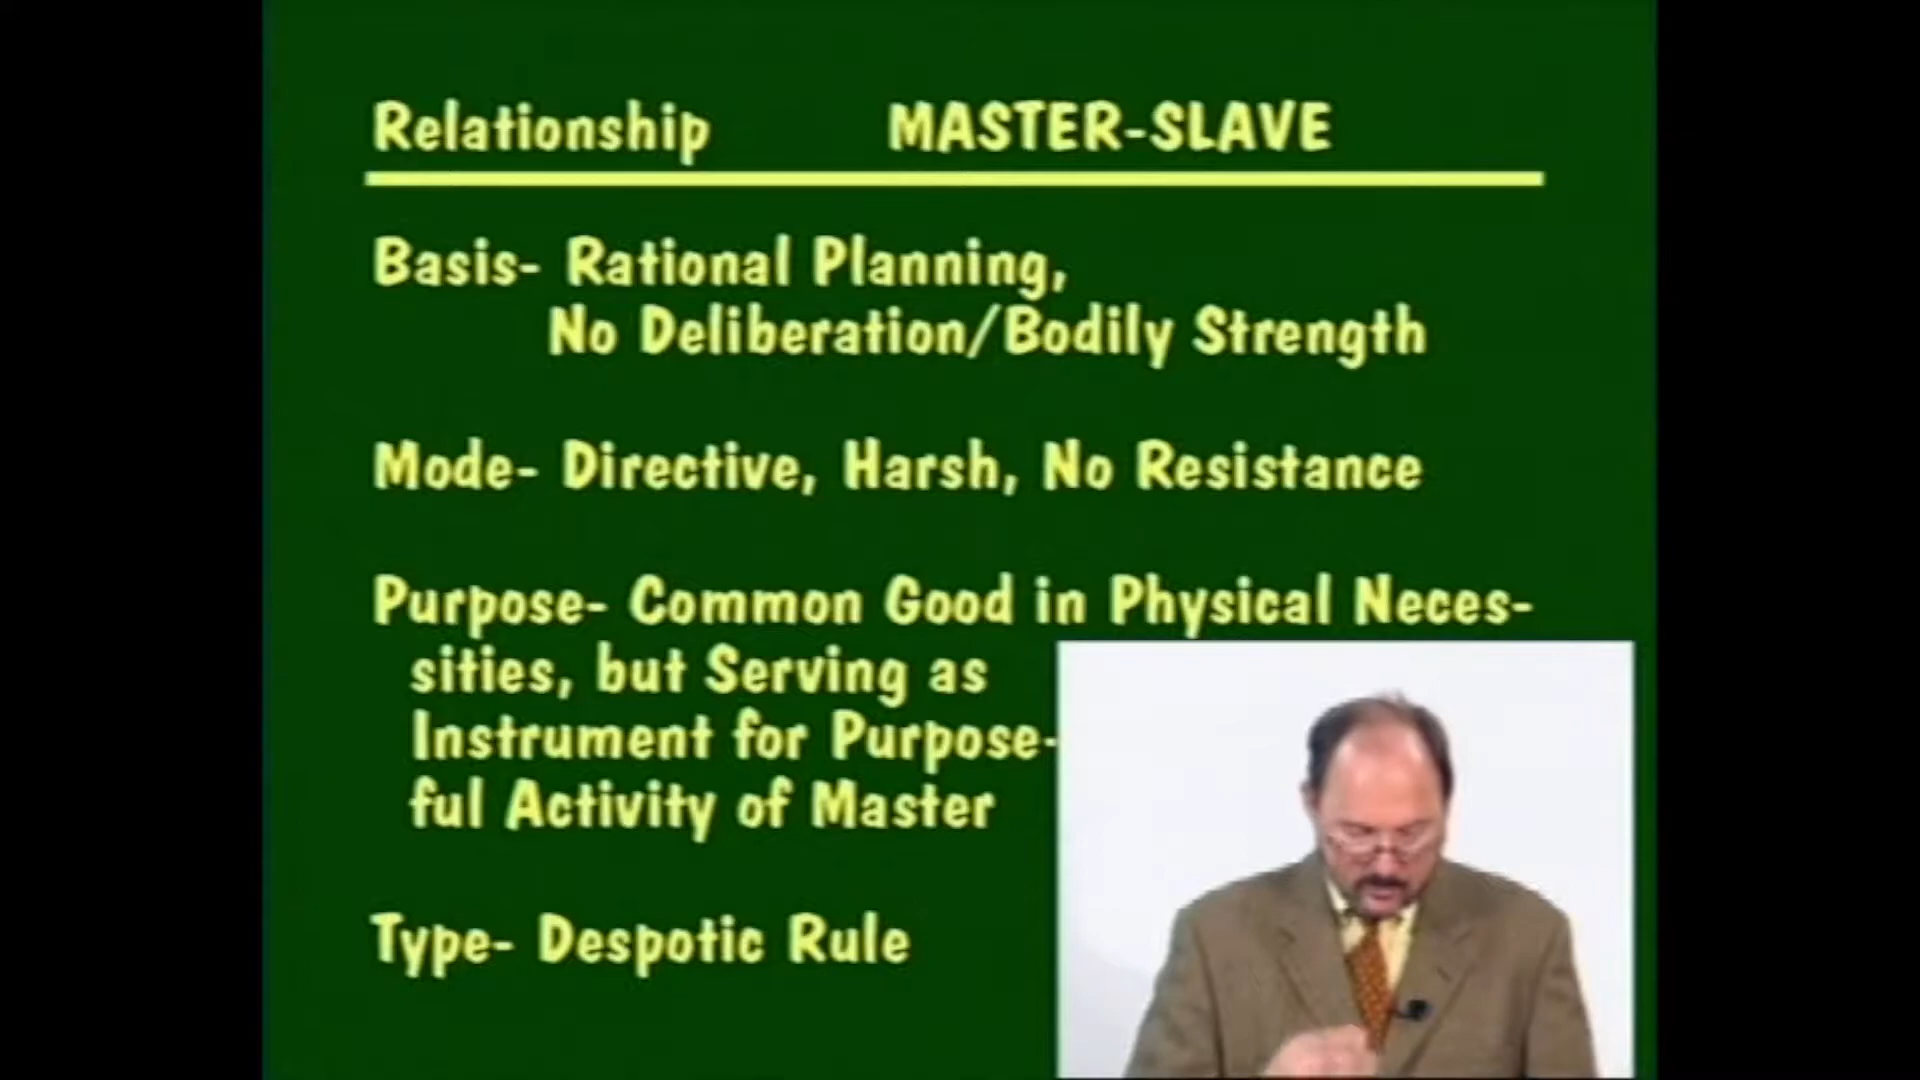 Relationship MASTER-SLAVE
Basis- Rational Planning,
No Deliberation/Bodily Strength
Mode- Directive, Harsh, No Resistance
Purpose- Common Good in Physical Neces-
sities, but Serving as
Instrument for Purpose-
ful Activity of Master
Type- Despotic Rule